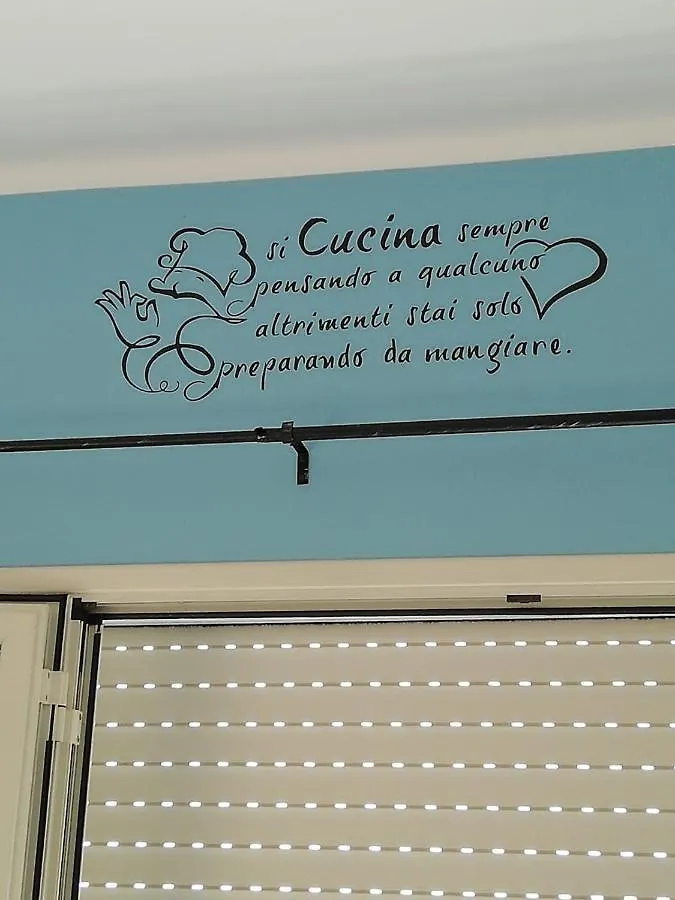 si Cucina sempre
pensando a qualcuno
altrimenti stai solo
preparando da mangiare.